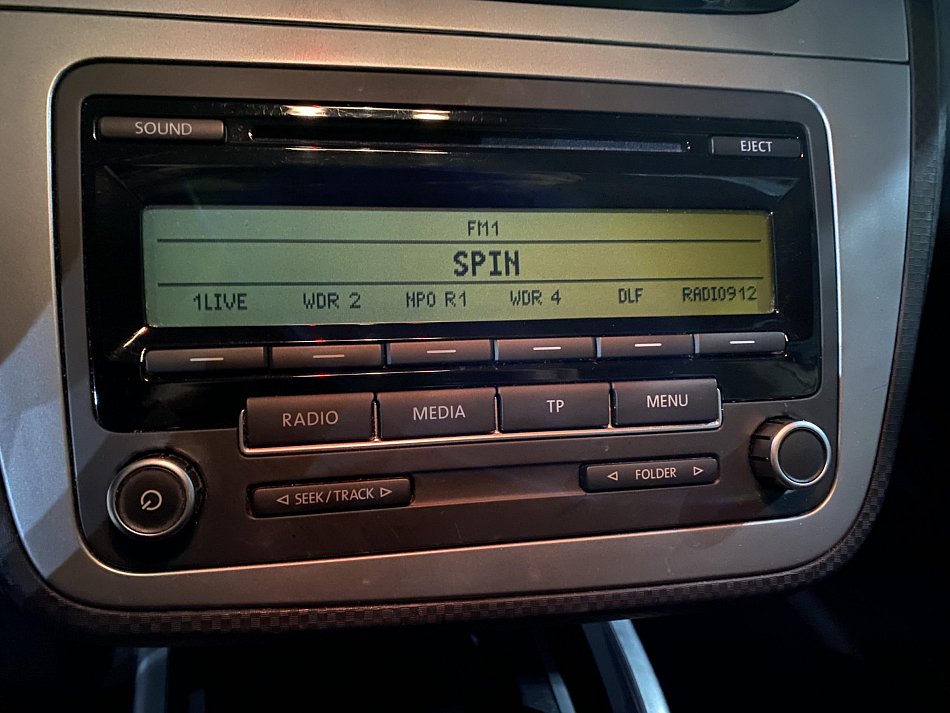 SOUND
EJECT
FM1
SPIN
1LIVE WDR 2 NPO R1 WDR 4 DLF RADIO912
RADIO MEDIA TP MENU
SEEK/TRACK
FOLDER